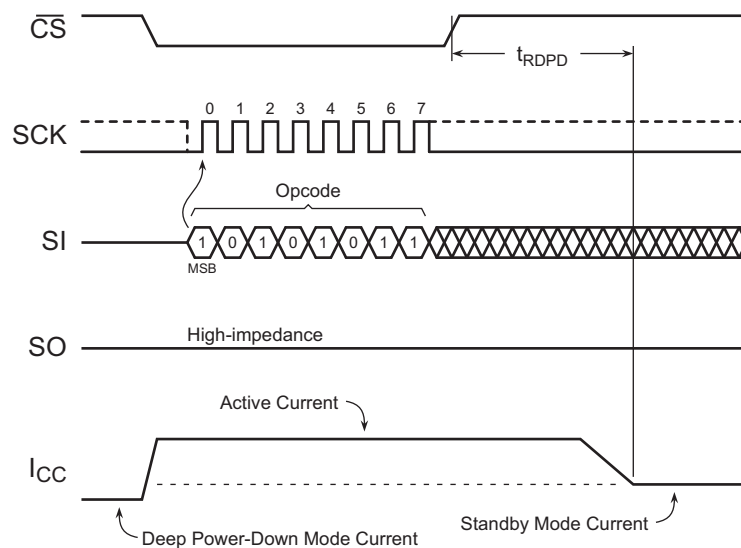 CS
tRDPD
0 1 2 3 4 5 6 7
SCK
Opcode
SI
1 0 1 0 1 0 1 1
MSB
High-impedance
SO
Active Current
ICC
Standby Mode Current
Deep Power-Down Mode Current